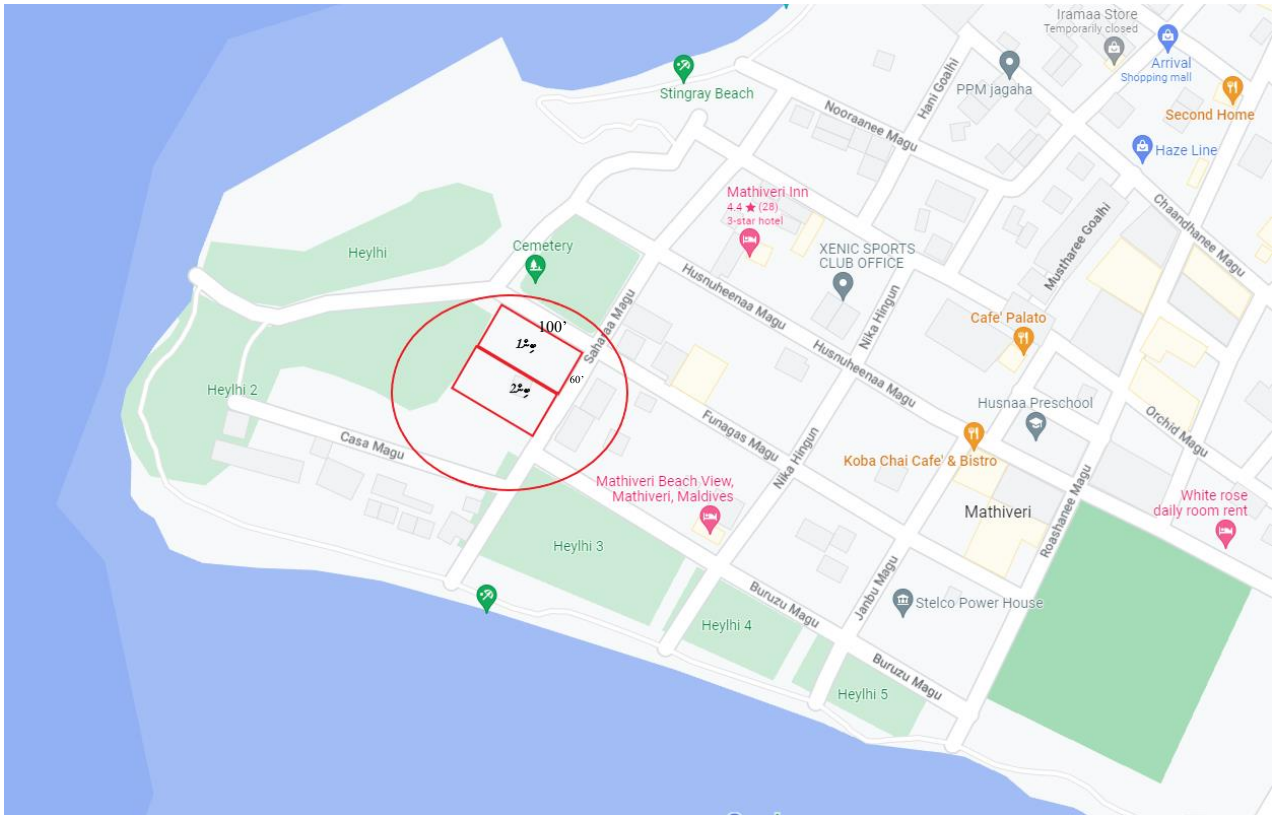 Iramaa Store
Temporarily closed
Arrival
Shopping mall
PPM jagaha
Hani Goalhi
Stingray Beach
Second Home
Nooraanee Magu
Haze Line
Mathiveri Inn
4.4 ★ (28)
3-star hotel
Chaandhanee Magu
Mustharee Goalhi
Heylhi
Cemetery
XENIC SPORTS
CLUB OFFICE
Husnuheenaa Magu
Nika Hingun
Cafe' Palato
100’
ބިން1
Saharaa Magu
Husnuheenaa Magu
60’
ބިން2
Heylhi 2
Husnaa Preschool
Funagas Magu
Orchid Magu
Casa Magu
Nika Hingun
Koba Chai Cafe' & Bistro
Mathiveri Beach View,
Mathiveri, Maldives
White rose
daily room rent
Mathiveri
Roashanee Magu
Heylhi 3
Janbu Magu
Buruzu Magu
Stelco Power House
Heylhi 4
Buruzu Magu
Heylhi 5